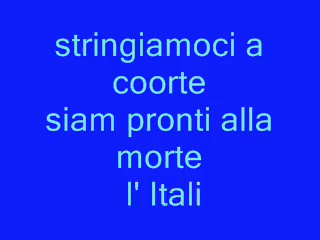 stringiamoci a
coorte
siam pronti alla
morte
l' Itali